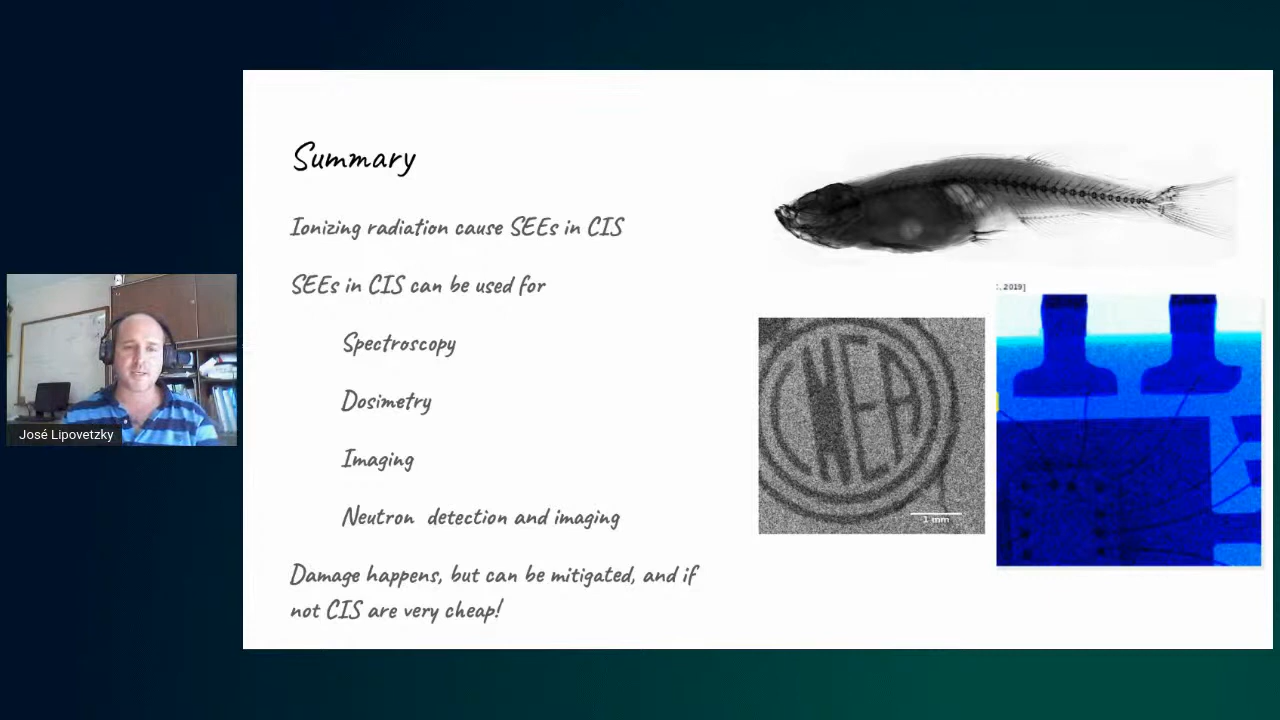 Summary
Ionizing radiation cause SEEs in CIS
SEEs in CIS can be used for
Spectroscopy
Dosimetry
Imaging
Neutron detection and imaging
Damage happens, but can be mitigated, and if
not CIS are very cheap!
, 2019]
CNEA
1 mm
José Lipovetzky